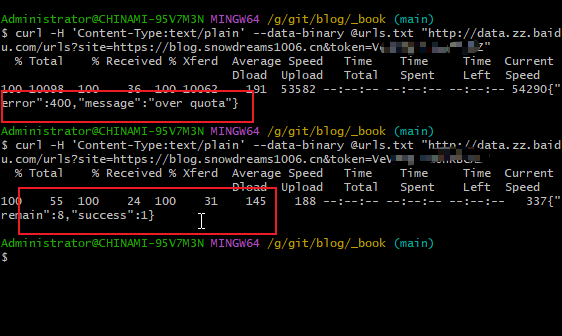 Administrator@CHINAMI-95V7M3N MINGW64 /g/git/blog/_book (main)
$ curl -H 'Content-Type:text/plain' --data-binary @urls.txt "http://data.zz.baid
u.com/urls?site=https://blog.snowdreams1006.cn&token=
% Total % Received % Xferd Average Speed Time Time Time Current
Dload Upload Total Spent Left Speed
100 10098 100 36 100 10062 191 53582 --:--:-- --:--:-- --:--:-- 54290{"
error":400,"message":"over quota"}
Administrator@CHINAMI-95V7M3N MINGW64 /g/git/blog/_book (main)
$ curl -H 'Content-Type:text/plain' --data-binary @urls.txt "http://data.zz.baid
u.com/urls?site=https://blog.snowdreams1006.cn&token=
% Total % Received % Xferd Average Speed Time Time Time Current
Dload Upload Total Spent Left Speed
100 55 100 24 100 31 145 188 --:--:-- --:--:-- --:--:-- 337{"
remain":8,"success":1}
Administrator@CHINAMI-95V7M3N MINGW64 /g/git/blog/_book (main)
$